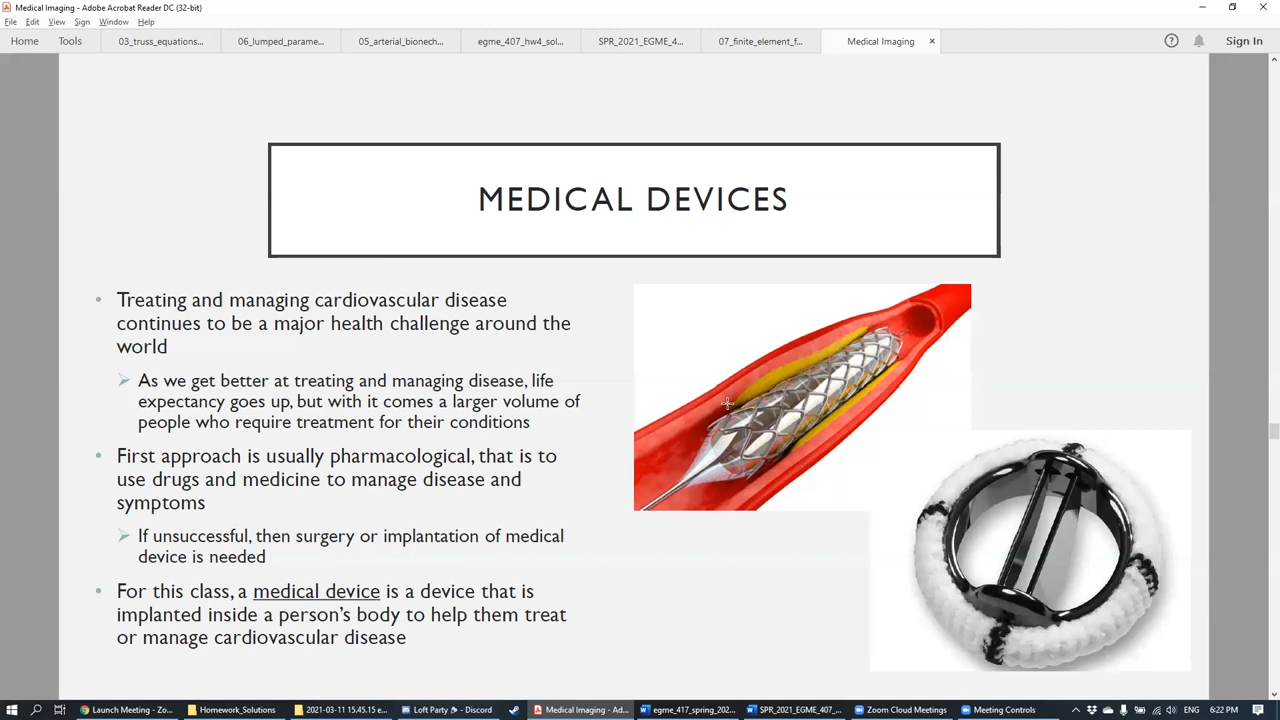 Medical Imaging - Adobe Acrobat Reader DC (32-bit)
File Edit View Sign Window Help
Home Tools 03_truss_equations... 06_lumped_parame... 05_arterial_bionech... egme_407_hw4_sol... SPR_2021_EGME_4... 07_finite_element_f... Medical Imaging × ? Sign In
MEDICAL DEVICES
• Treating and managing cardiovascular disease
continues to be a major health challenge around the
world
As we get better at treating and managing disease, life
expectancy goes up, but with it comes a larger volume of
people who require treatment for their conditions
• First approach is usually pharmacological, that is to
use drugs and medicine to manage disease and
symptoms
If unsuccessful, then surgery or implantation of medical
device is needed
• For this class, a medical device is a device that is
implanted inside a person's body to help them treat
or manage cardiovascular disease
Launch Meeting - Zo... Homework_Solutions 2021-03-11 15.45.15 e... Loft Party - Discord Medical Imaging - Ad... egme_417_spring_202... SPR_2021_EGME_40... Zoom Cloud Meetings Meeting Controls 6:22 PM